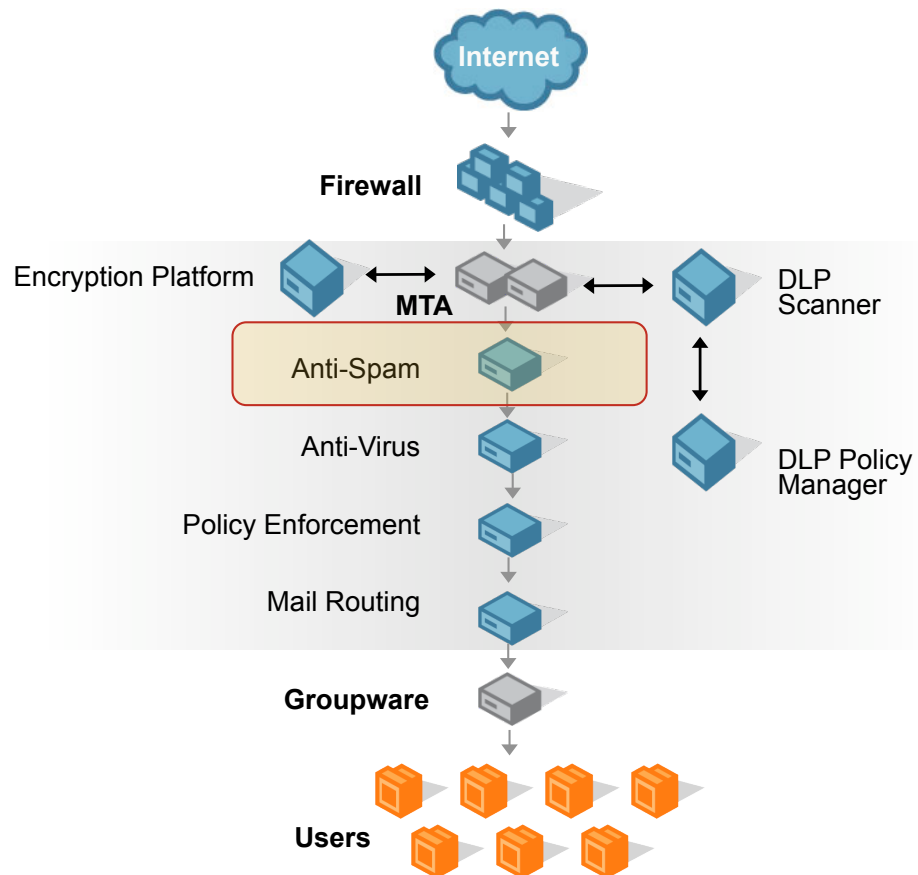 Internet
Firewall
Encryption Platform
MTA
DLP
Scanner
Anti-Spam
Anti-Virus
DLP Policy
Manager
Policy Enforcement
Mail Routing
Groupware
Users